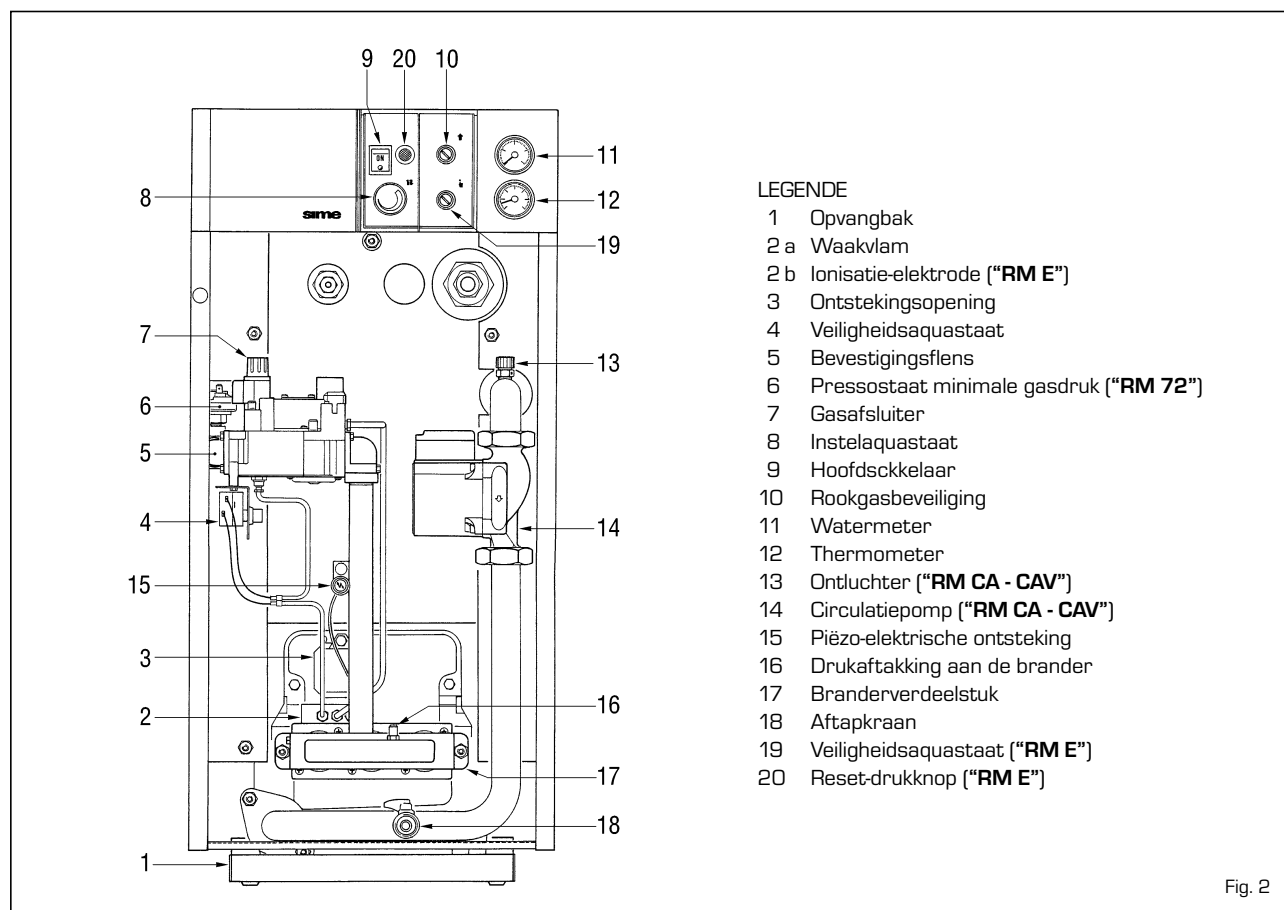 9 20 10
ON
11
8
12
sime
19
7
13
6
5
4
14
15
3
16
2
17
18
1
LEGENDE
1 Opvangbak
2 a Waakvlam
2 b Ionisatie-elektrode (“RM E”)
3 Ontstekingsopening
4 Veiligheidsaquastaat
5 Bevestigingsflens
6 Pressostaat minimale gasdruk (“RM 72”)
7 Gasafsluiter
8 Instelaquastaat
9 Hoofdsckkelaar
10 Rookgasbeveiliging
11 Watermeter
12 Thermometer
13 Ontluchter (“RM CA - CAV”)
14 Circulatiepomp (“RM CA - CAV”)
15 Piëzo-elektrische ontsteking
16 Drukaftakking aan de brander
17 Branderverdeelstuk
18 Aftapkraan
19 Veiligheidsaquastaat (“RM E”)
20 Reset-drukknop (“RM E”)
Fig. 2